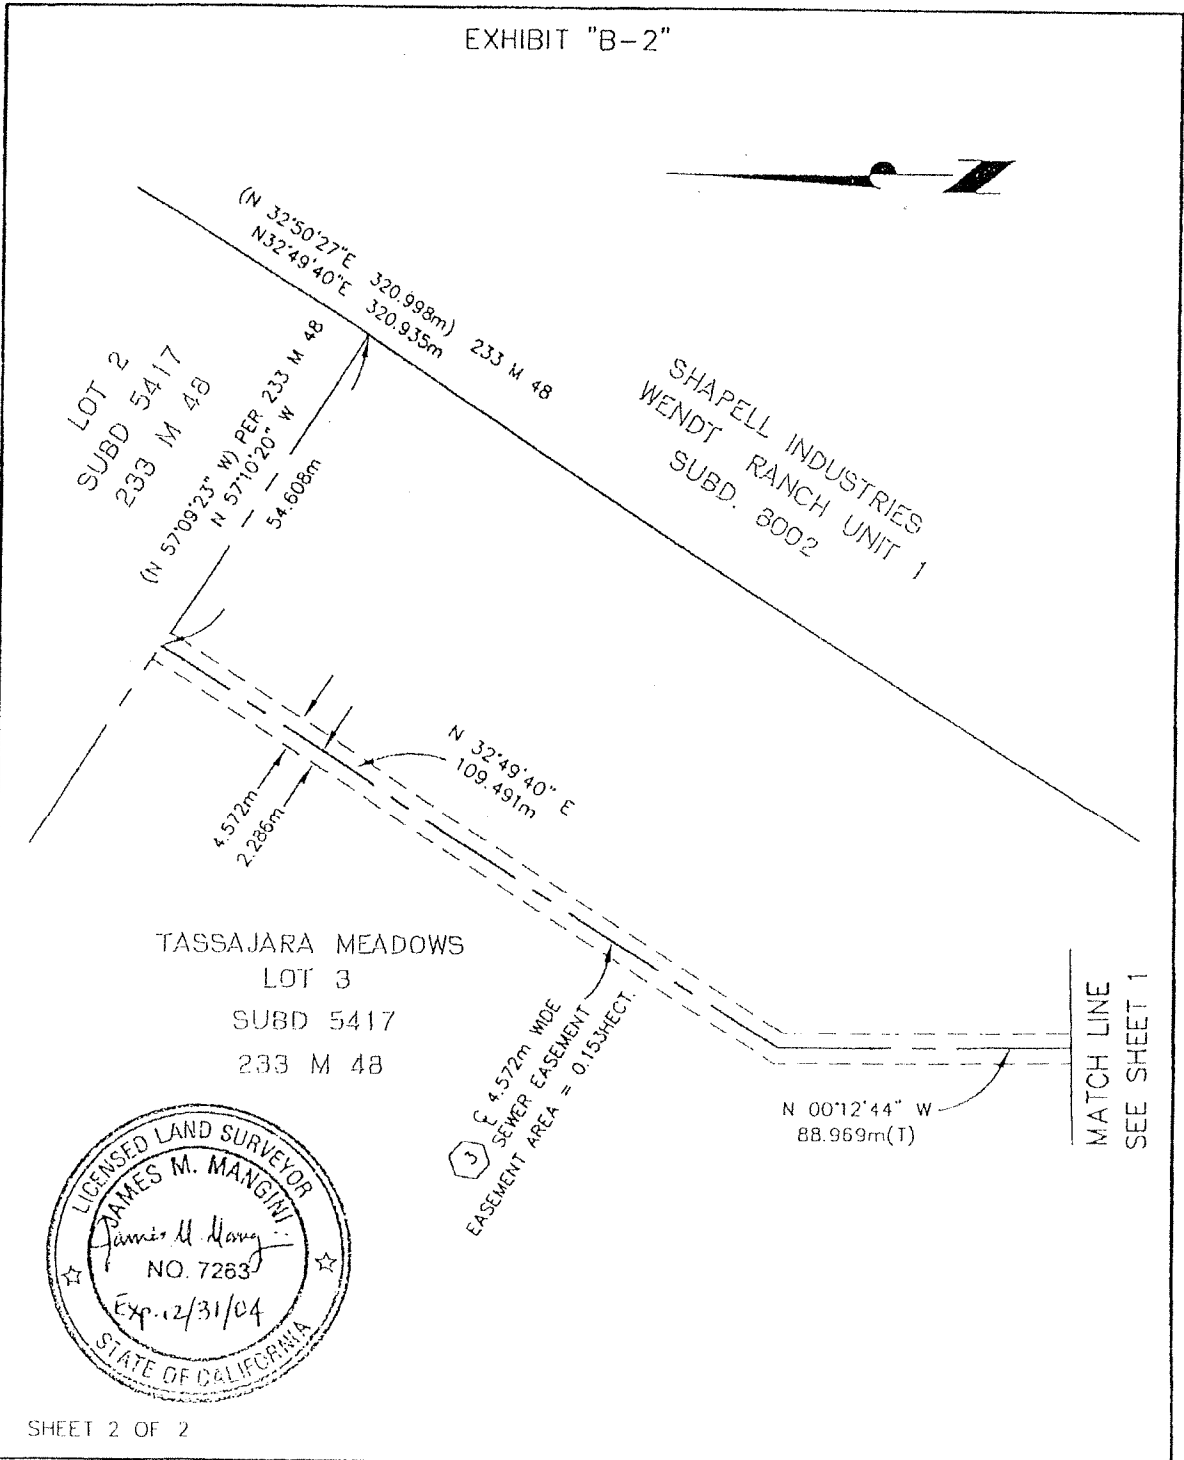 EXHIBIT "B-2"
(N 32°50'27"E 320.998m) 233 M 48
N32°49'40"E 320.935m
LOT 2
SUBD 5417
233 M 48
(N 57°09'23" W) PER 233 M 48
N 57°10'20" W
54.608m
SHAPELL INDUSTRIES
WENDT RANCH UNIT 1
SUBD. 8002
N 32°49'40" E
109.491m
4.572m
2.286m
TASSAJARA MEADOWS
LOT 3
SUBD 5417
233 M 48
3 ℄ 4.572m WIDE
SEWER EASEMENT
EASEMENT AREA = 0.153HECT.
N 00°12'44" W
88.969m(T)
MATCH LINE
SEE SHEET 1
LICENSED LAND SURVEYOR
JAMES M. MANGINI
James M. Mang
NO. 7263
Exp. 12/31/04
STATE OF CALIFORNIA
SHEET 2 OF 2